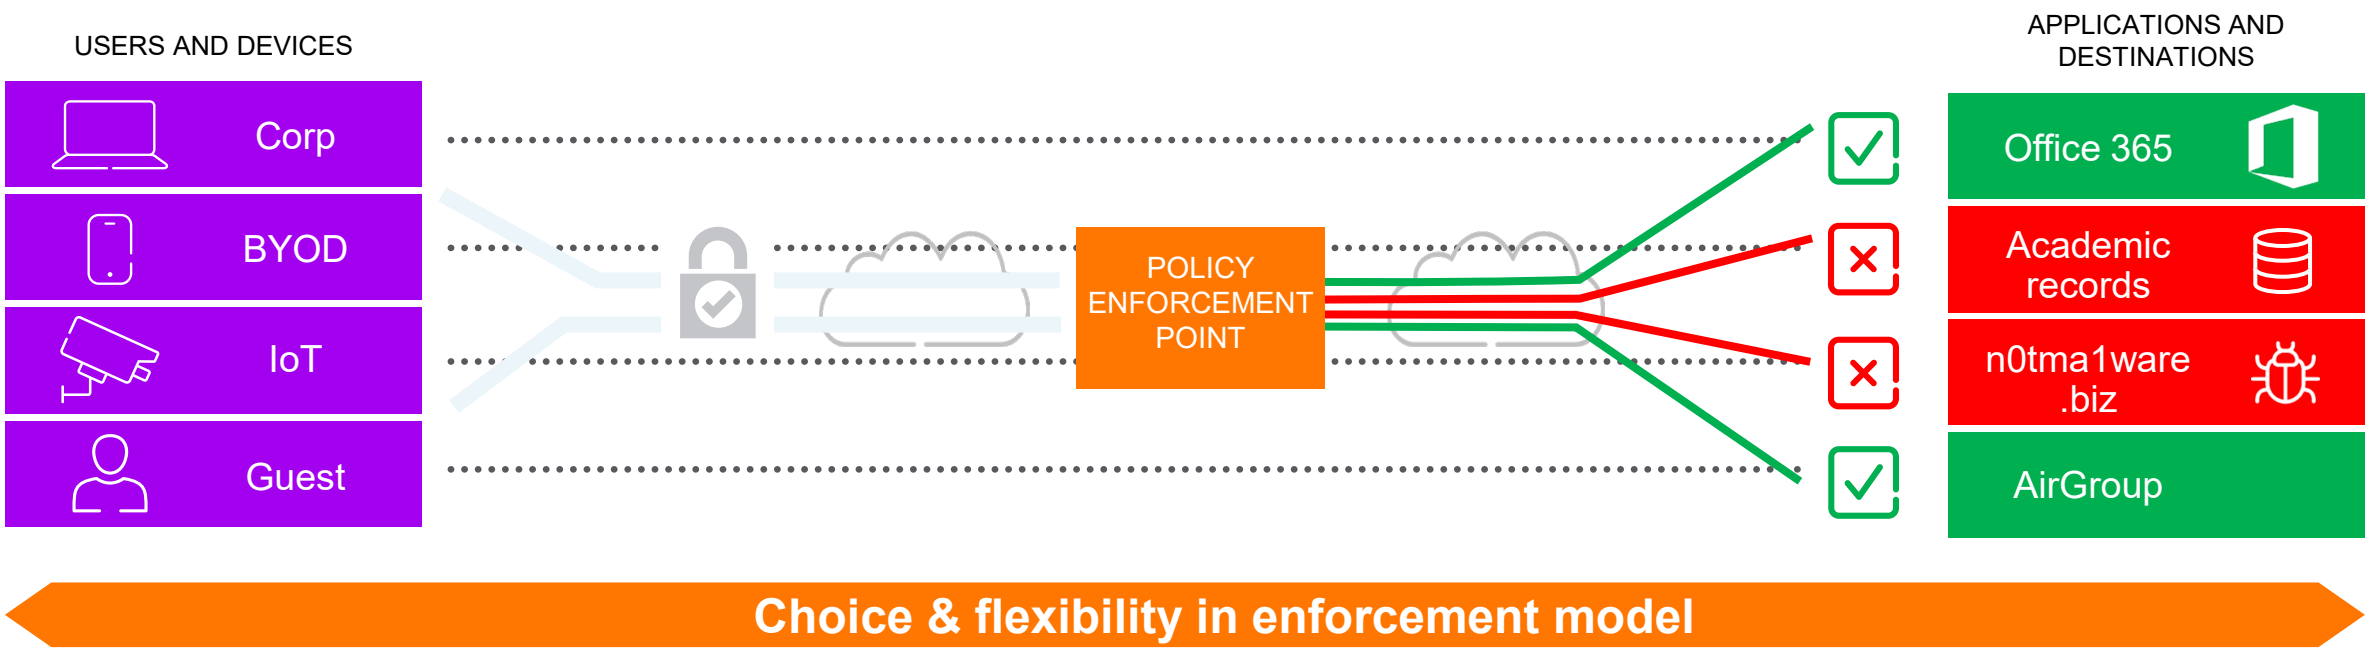 USERS AND DEVICES
APPLICATIONS AND
DESTINATIONS
Corp
BYOD
IoT
Guest
POLICY
ENFORCEMENT
POINT
Office 365
Academic
records
n0tma1ware
.biz
AirGroup
Choice & flexibility in enforcement model